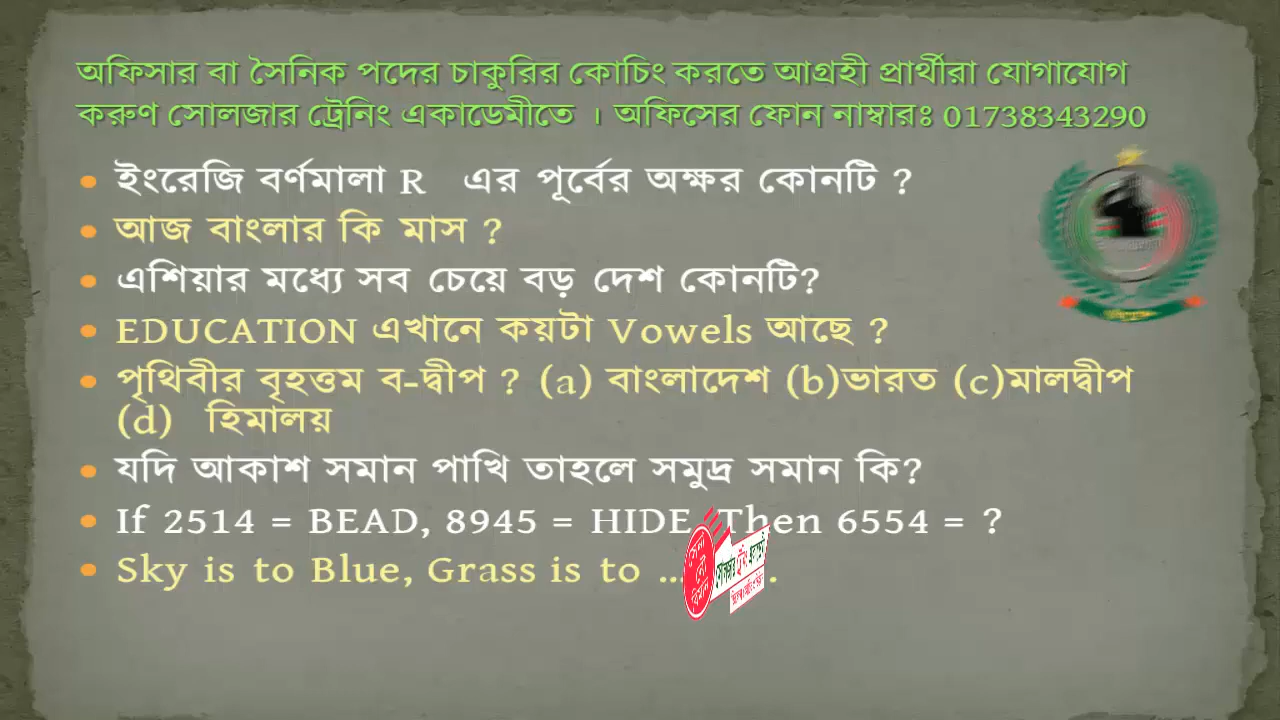 অফিসার বা সৈনিক পদের চাকুরির কোচিং করতে আগ্রহী প্রার্থীরা যোগাযোগ
করুণ সোলজার ট্রেনিং একাডেমীতে । অফিসের ফোন নাম্বারঃ 01738343290
ইংরেজি বর্ণমালা R এর পূর্বের অক্ষর কোনটি ?
আজ বাংলার কি মাস ?
এশিয়ার মধ্যে সব চেয়ে বড় দেশ কোনটি?
EDUCATION এখানে কয়টা Vowels আছে ?
পৃথিবীর বৃহত্তম ব-দ্বীপ ? (a) বাংলাদেশ (b)ভারত (c)মালদ্বীপ
(d) হিমালয়
যদি আকাশ সমান পাখি তাহলে সমুদ্র সমান কি?
If 2514 = BEAD, 8945 = HIDE, Then 6554 = ?
Sky is to Blue, Grass is to ...
সেনা
নৌ
বিমান
সোলজার ট্রেনিং একাডেমী